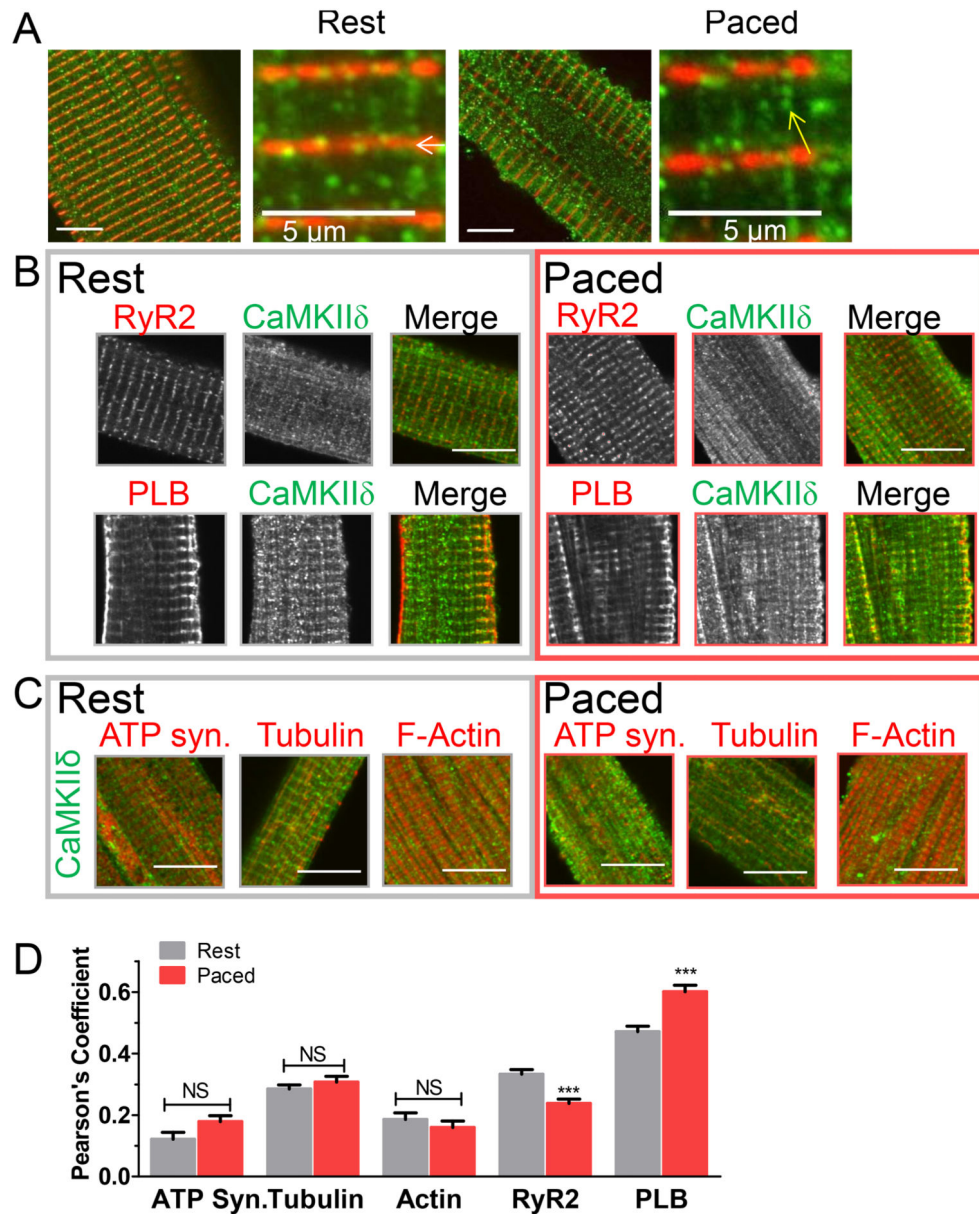 A
Rest
Paced
5 µm
5 µm
B
Rest
RyR2 CaMKIIδ Merge
PLB CaMKIIδ Merge
Paced
RyR2 CaMKIIδ Merge
PLB CaMKIIδ Merge
C
Rest
CaMKIIδ
ATP syn. Tubulin F-Actin
Paced
ATP syn. Tubulin F-Actin
D
Rest
Paced
Pearson's Coefficient
0.6
0.4
0.2
0.0
NS
NS
NS
***
***
ATP Syn. Tubulin Actin RyR2 PLB